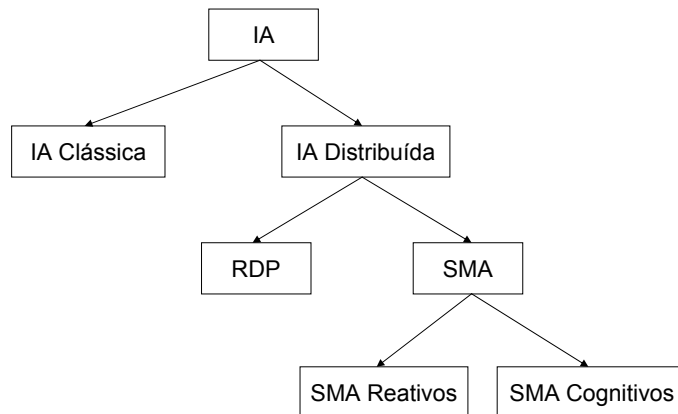 IA
IA Clássica
IA Distribuída
RDP
SMA
SMA Reativos
SMA Cognitivos